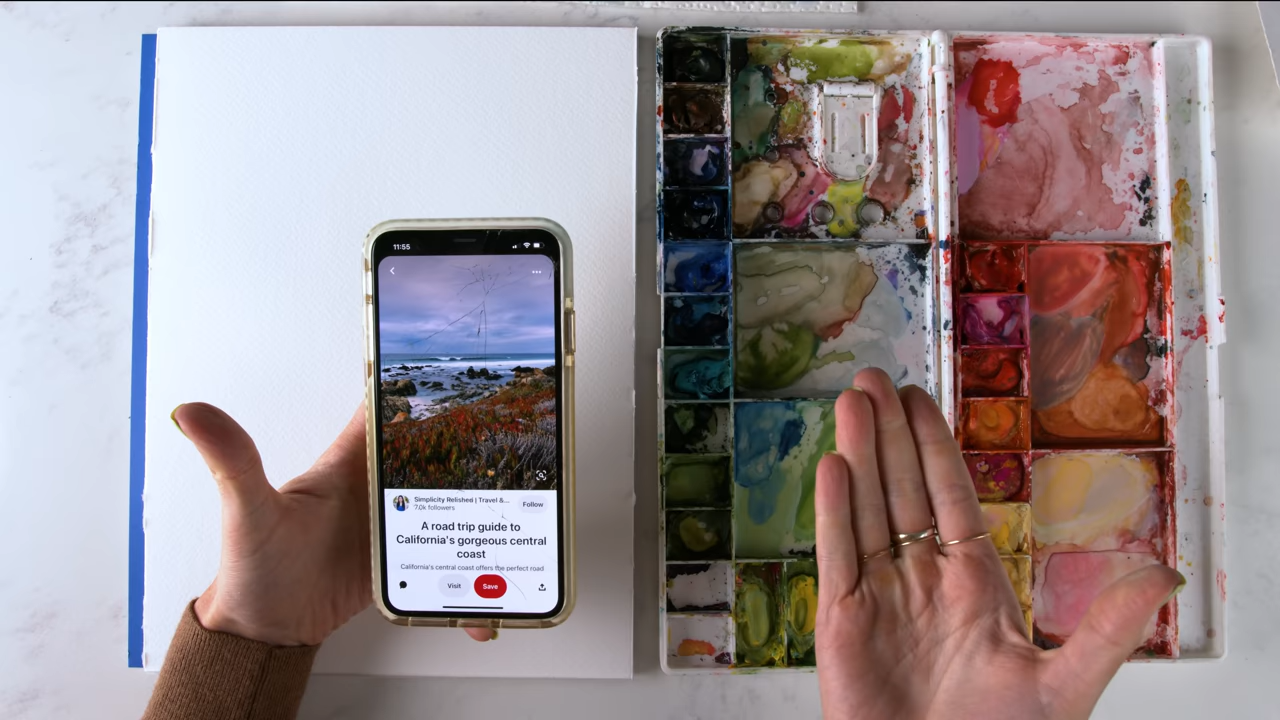 11:55
Simplicity Relished | Travel &...
7.0k followers
Follow
A road trip guide to
California's gorgeous central
coast
California's central coast offers the perfect road
Visit
Save